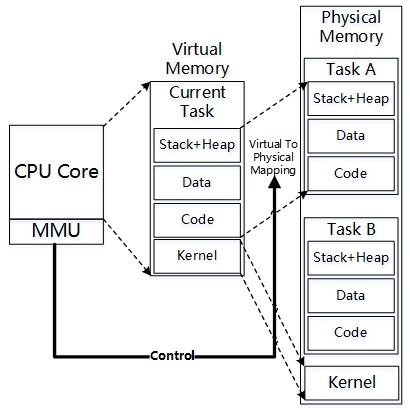 CPU Core
MMU
Virtual
Memory
Current
Task
Stack+Heap
Data
Code
Kernel
Virtual To
Physical
Mapping
Control
Physical
Memory
Task A
Stack+Heap
Data
Code
Task B
Stack+Heap
Data
Code
Kernel